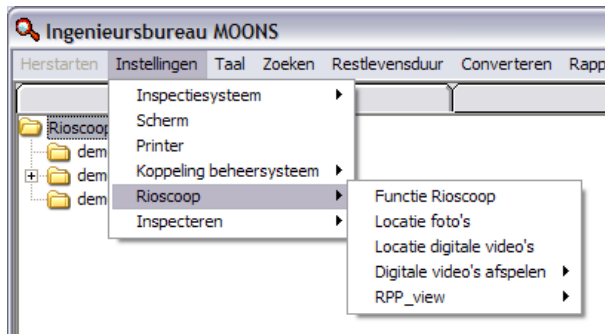 Ingenieursbureau MOONS
Herstarten Instellingen Taal Zoeken Restlevensduur Converteren Rapp
Inspectiesysteem
Scherm
Printer
Koppeling beheersysteem
Rioscoop
Inspecteren
Rioscoop
dem
dem
dem
Functie Rioscoop
Locatie foto's
Locatie digitale video's
Digitale video's afspelen
RPP_view